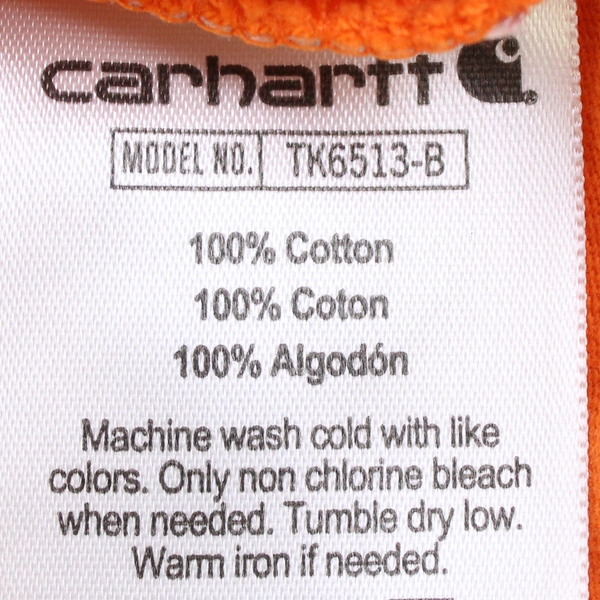 carhartt
MODEL NO. TK6513-B
100% Cotton
100% Coton
100% Algodón
Machine wash cold with like
colors. Only non chlorine bleach
when needed. Tumble dry low.
Warm iron if needed.